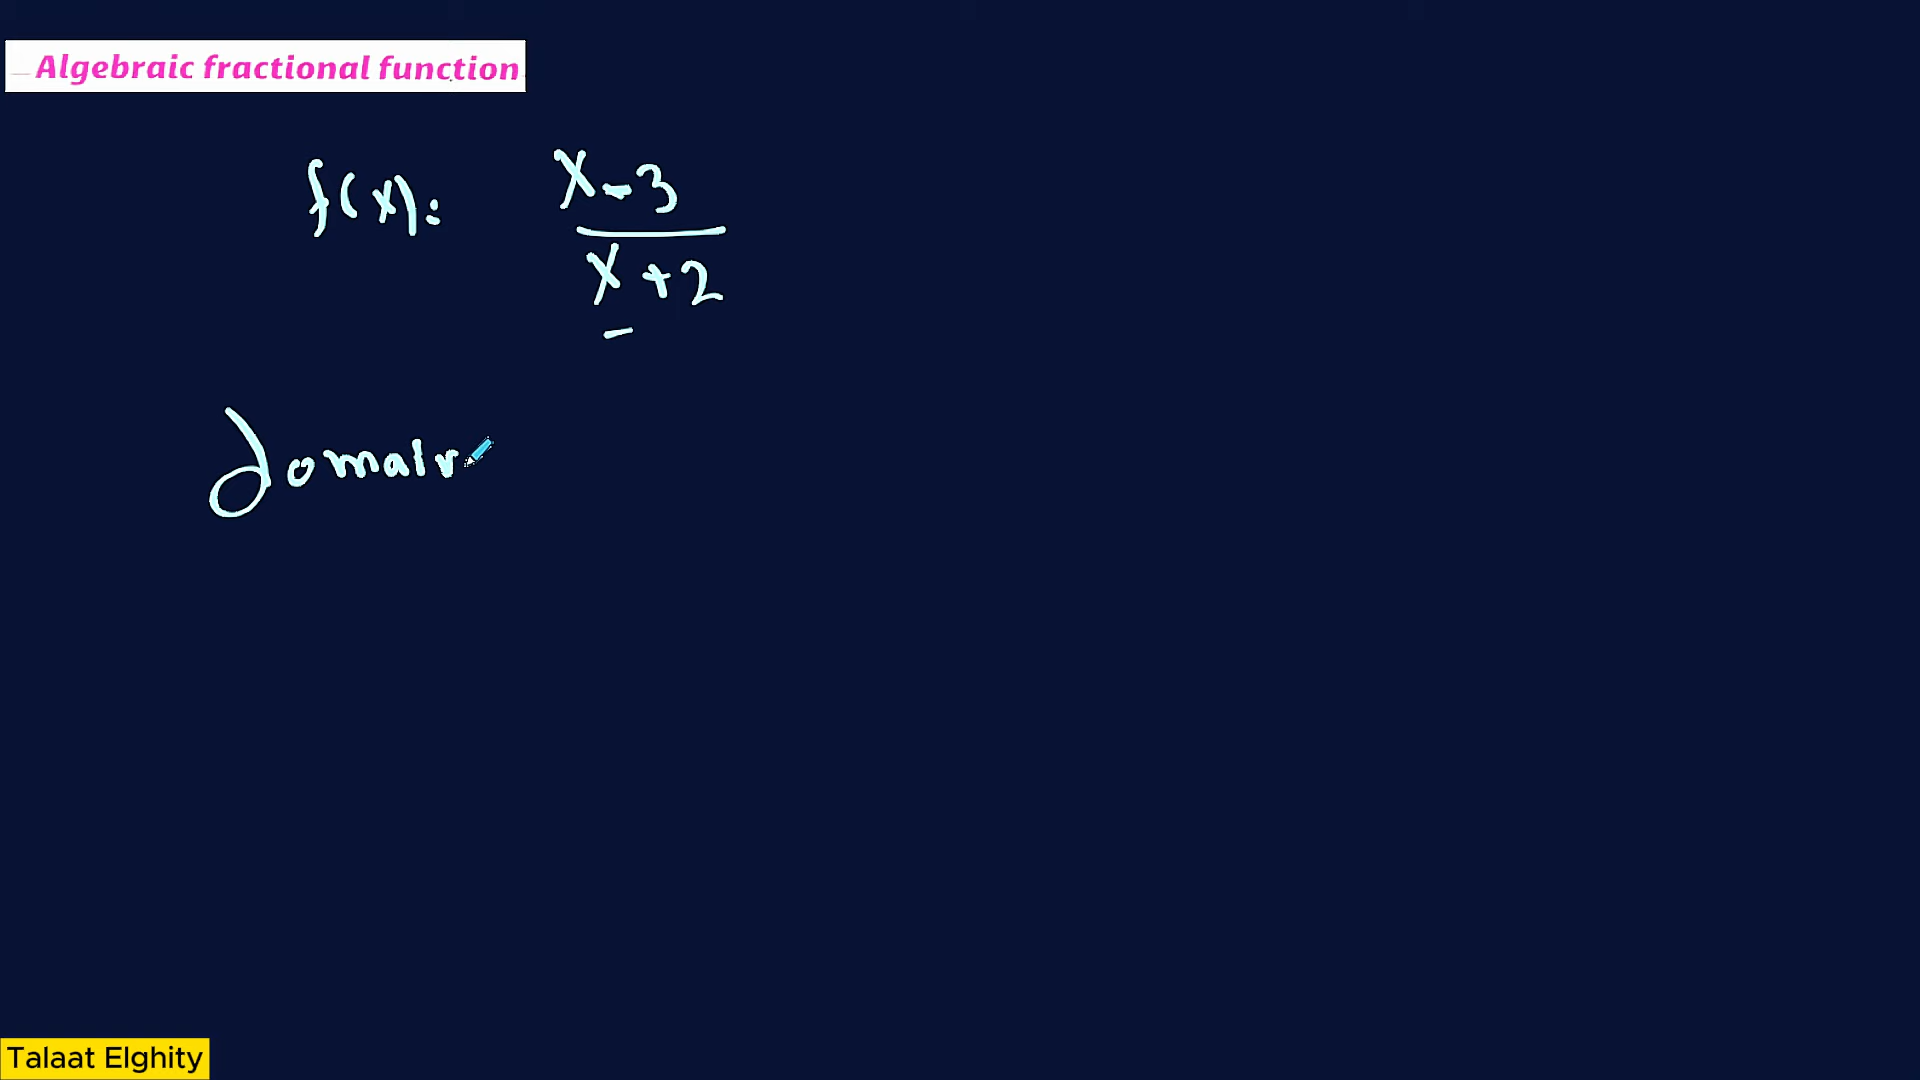 Algebraic fractional function
f(x) =
x - 3
x + 2
domain
Talaat Elghity